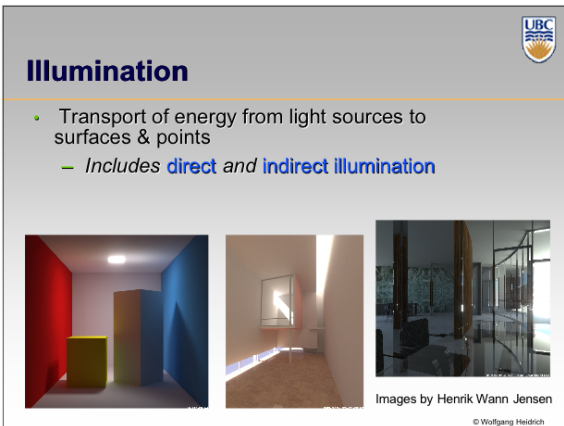 UBC
Illumination
• Transport of energy from light sources to
surfaces & points
– Includes direct and indirect illumination
Images by Henrik Wann Jensen
© Wolfgang Heidrich